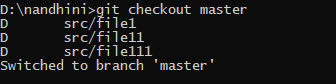 D:\nandhini>git checkout master
D       src/file1
D       src/file11
D       src/file111
Switched to branch 'master'